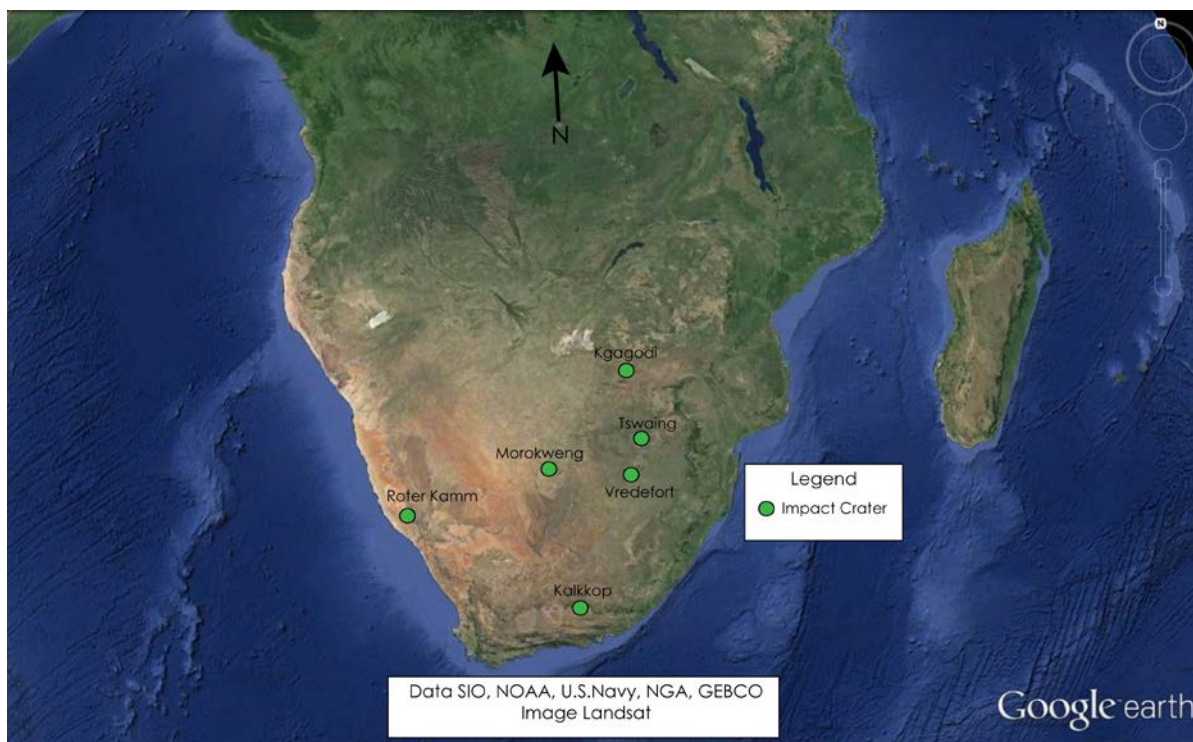 N
N
Kgagodi
Tswaing
Morokweng
Vredefort
Roter Kamm
Kalkkop
Legend
Impact Crater
Data SIO, NOAA, U.S.Navy, NGA, GEBCO
Image Landsat
Google earth